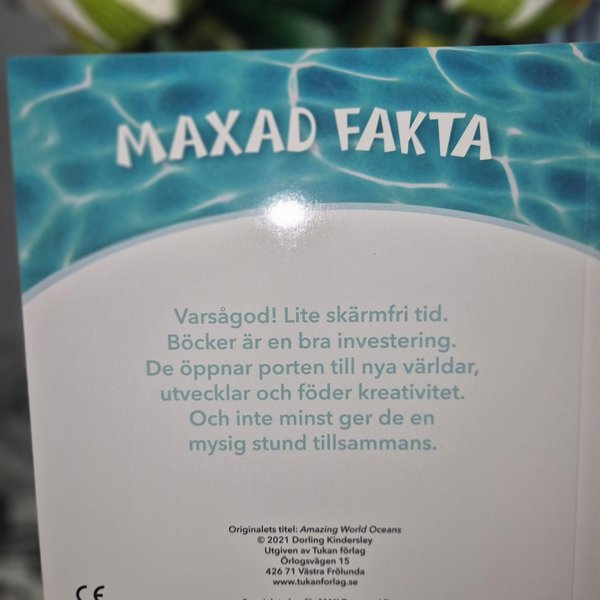 MAXAD FAKTA
Varsågod! Lite skärmfri tid.
Böcker är en bra investering.
De öppnar porten till nya världar,
utvecklar och föder kreativitet.
Och inte minst ger de en
mysig stund tillsammans.
Originalets titel: Amazing World Oceans
© 2021 Dorling Kindersley
Utgiven av Tukan förlag
Örlogsvägen 15
426 71 Västra Frölunda
www.tukanforlag.se
CE